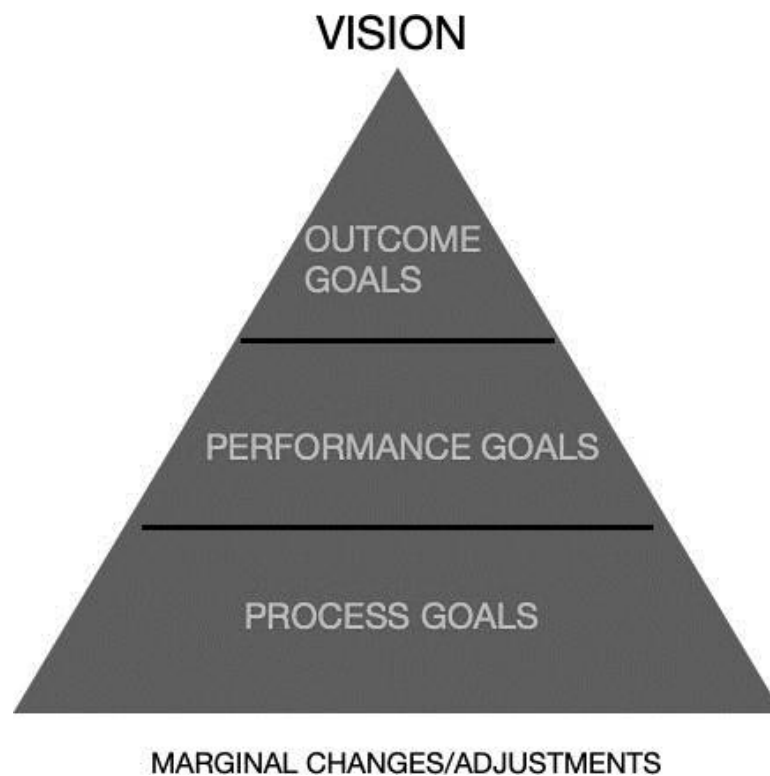 VISION
OUTCOME
GOALS
PERFORMANCE GOALS
PROCESS GOALS
MARGINAL CHANGES/ADJUSTMENTS